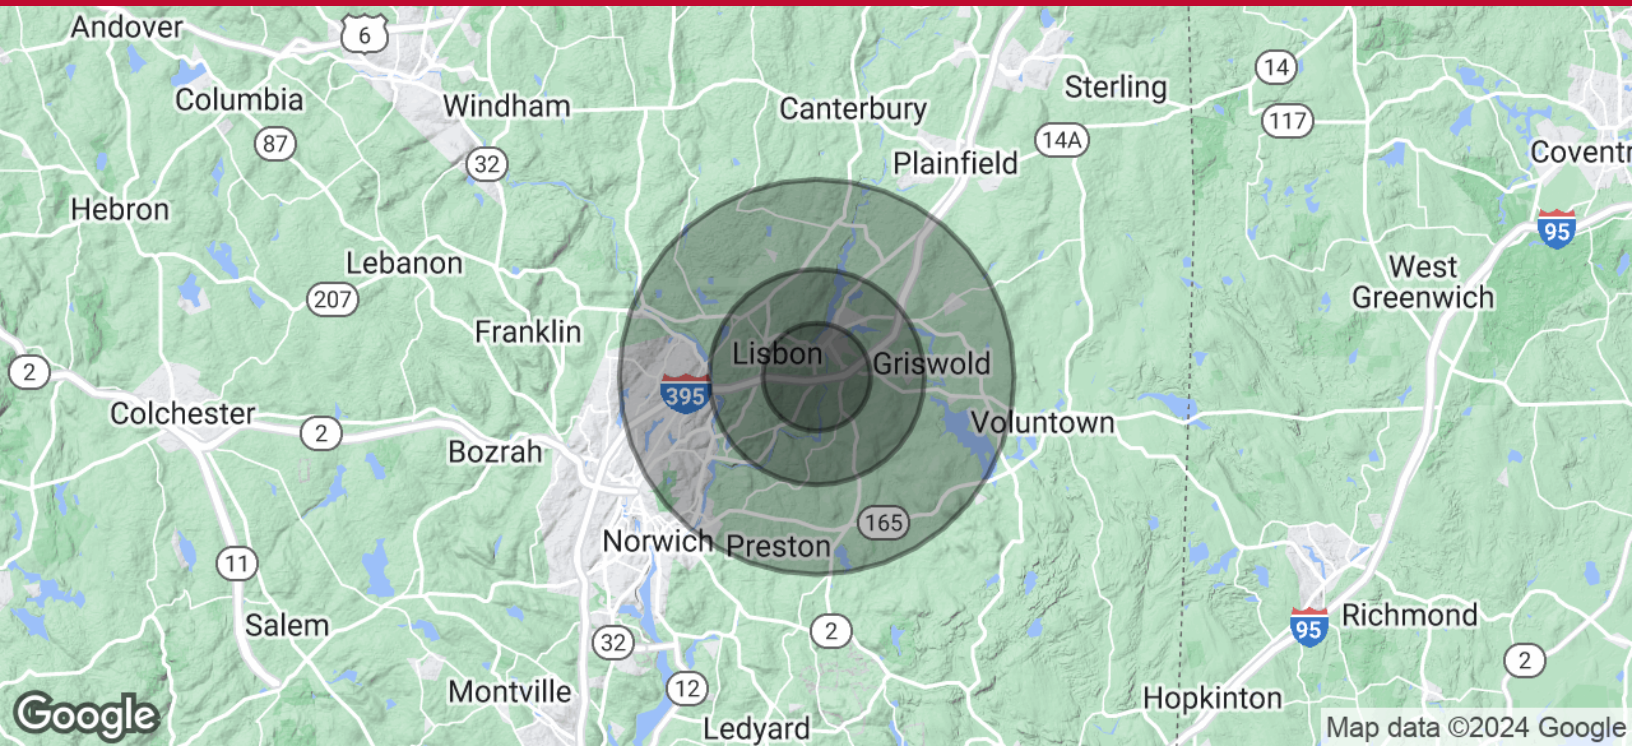 Andover
6
14
Sterling
Columbia
Windham
Canterbury
117
14A
87
32
Plainfield
Coventr
Hebron
95
Lebanon
West
Greenwich
207
Franklin
Lisbon
Griswold
2
395
Colchester
2
Voluntown
Bozrah
165
Norwich
Preston
11
Salem
2
32
95
Richmond
2
Montville
12
Hopkinton
Ledyard
Google
Map data ©2024 Google